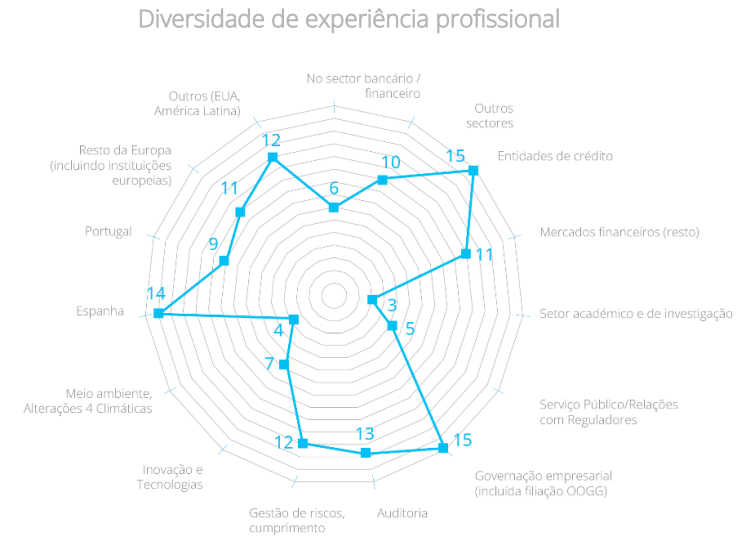 Diversidade de experiência profissional
No sector bancário /
financeiro
Outros (EUA,
América Latina)
Outros
sectores
12
10
15
Resto da Europa
(incluindo instituições
europeias)
Entidades de crédito
11
6
Portugal
9
Mercados financeiros (resto)
11
14
Espanha
3
Setor académico e de investigação
4
5
7
Meio ambiente,
Alterações 4 Climáticas
Serviço Público/Relações
com Reguladores
12
13
15
Inovação e
Tecnologias
Governação empresarial
(incluída filiação OOGG)
Gestão de riscos,
cumprimento
Auditoria